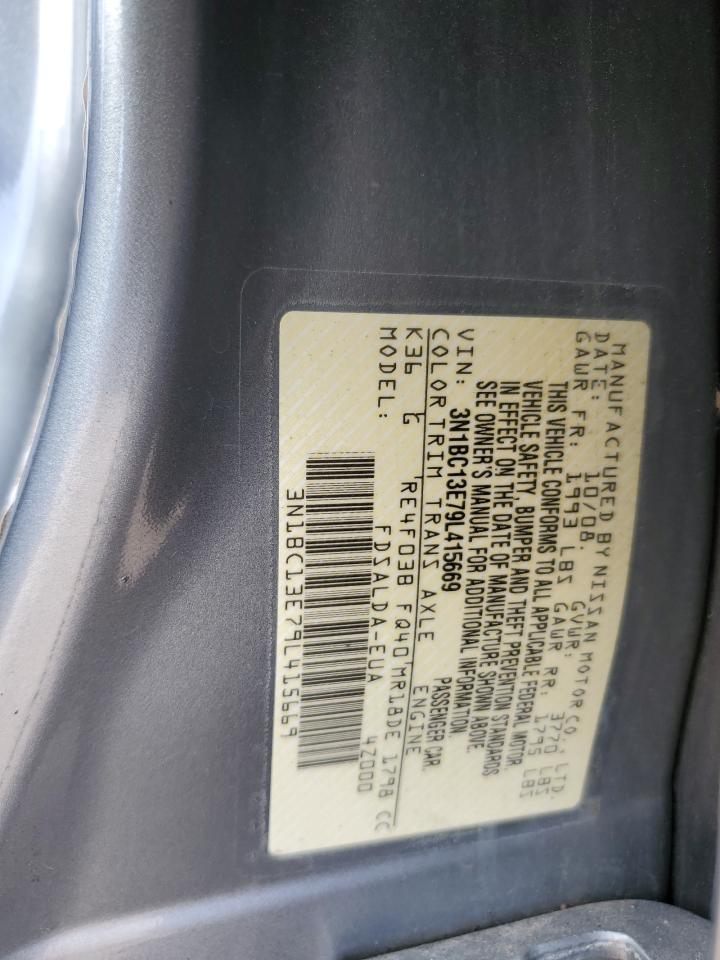 MANUFACTURED BY NISSAN MOTOR CO., LTD.
DATE: 10/08. GVWR: 3770 LBS
GAWR FR: 1993 LBS GAWR RR: 1795 LBS
THIS VEHICLE CONFORMS TO ALL APPLICABLE FEDERAL MOTOR
VEHICLE SAFETY, BUMPER AND THEFT PREVENTION STANDARDS
IN EFFECT ON THE DATE OF MANUFACTURE SHOWN ABOVE.
SEE OWNER'S MANUAL FOR ADDITIONAL INFORMATION.
VIN: 3N1BC13E79L415669 PASSENGER CAR.
COLOR TRIM TRANS AXLE ENGINE
K36 G RE4F03B FQ40 MR18DE 1798 CC
MODEL: FDSALDA-EUA 4Z000
3N1BC13E79L415669